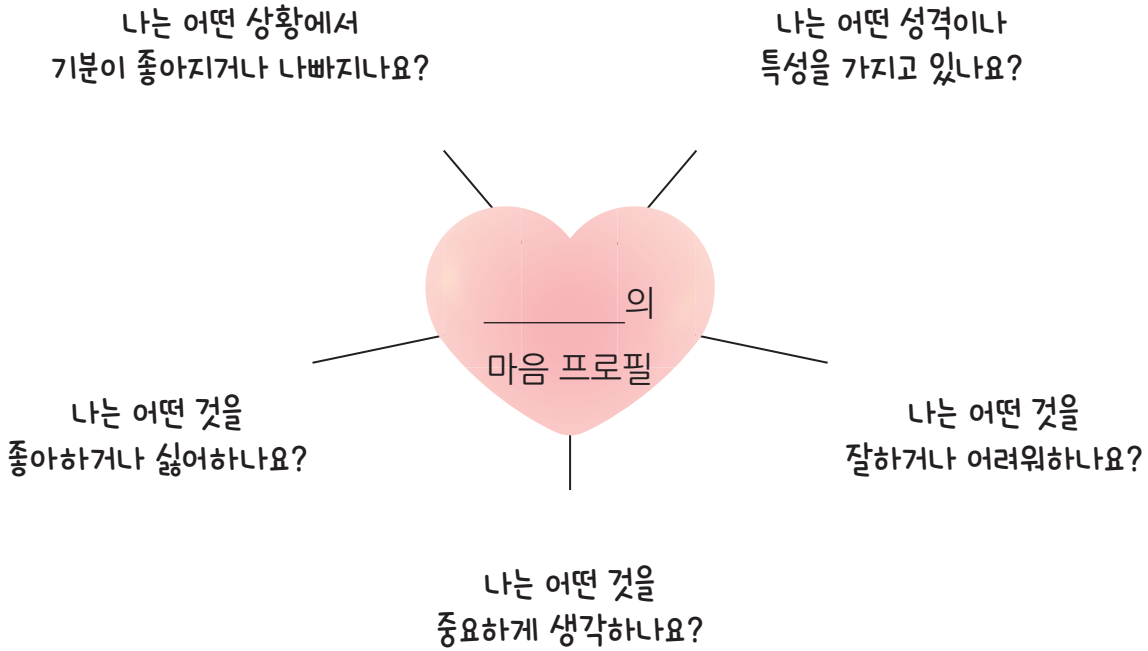 나는 어떤 상황에서
기분이 좋아지거나 나빠지나요?
나는 어떤 성격이나
특성을 가지고 있나요?
의
마음 프로필
나는 어떤 것을
좋아하거나 싫어하나요?
나는 어떤 것을
잘하거나 어려워하나요?
나는 어떤 것을
중요하게 생각하나요?